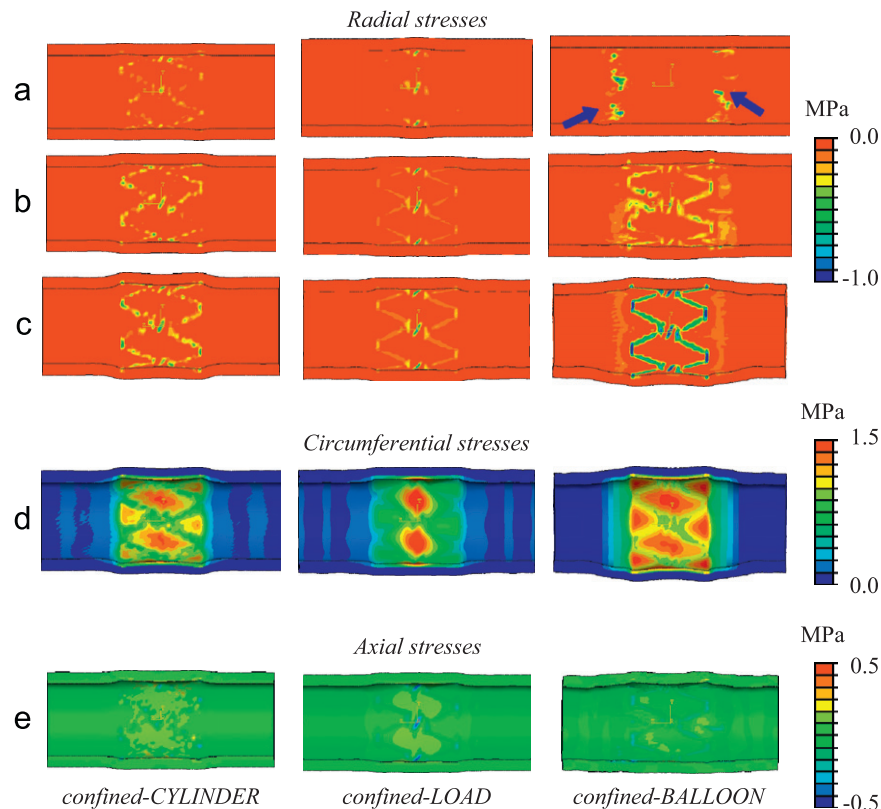 Radial stresses
a
MPa
0.0
b
-1.0
c
MPa
Circumferential stresses
1.5
d
0.0
MPa
Axial stresses
0.5
e
-0.5
confined-CYLINDER
confined-LOAD
confined-BALLOON